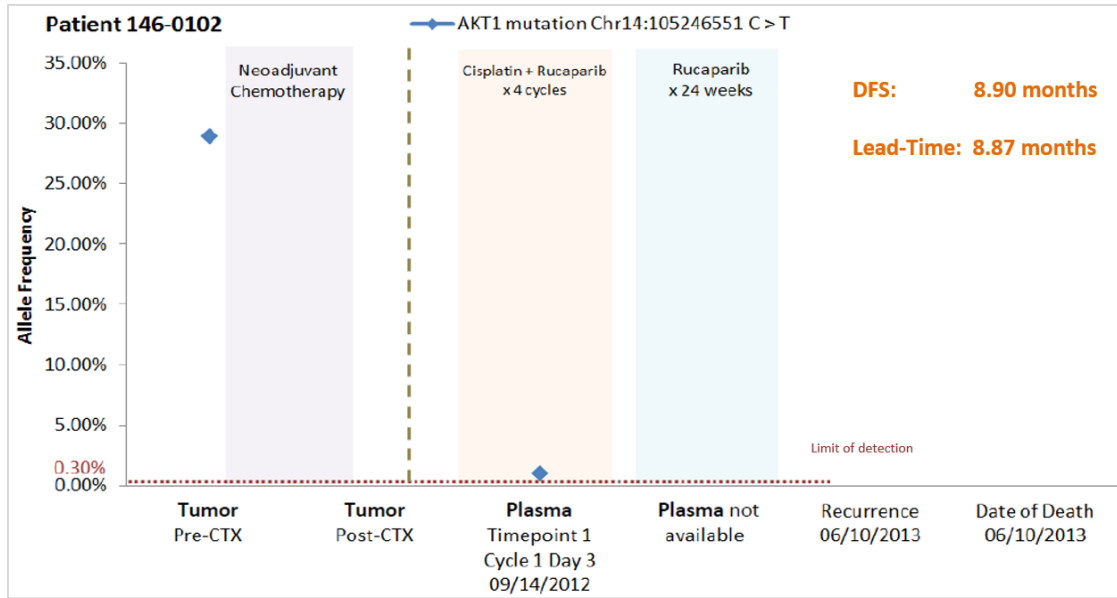 Patient 146-0102
AKT1 mutation Chr14:105246551 C > T
Neoadjuvant
Chemotherapy
Cisplatin + Rucaparib
x 4 cycles
Rucaparib
x 24 weeks
DFS: 8.90 months
Lead-Time: 8.87 months
Allele Frequency
35.00%
30.00%
25.00%
20.00%
15.00%
10.00%
5.00%
0.30%
0.00%
Limit of detection
Tumor
Pre-CTX
Tumor
Post-CTX
Plasma
Timepoint 1
Cycle 1 Day 3
09/14/2012
Plasma not
available
Recurrence
06/10/2013
Date of Death
06/10/2013